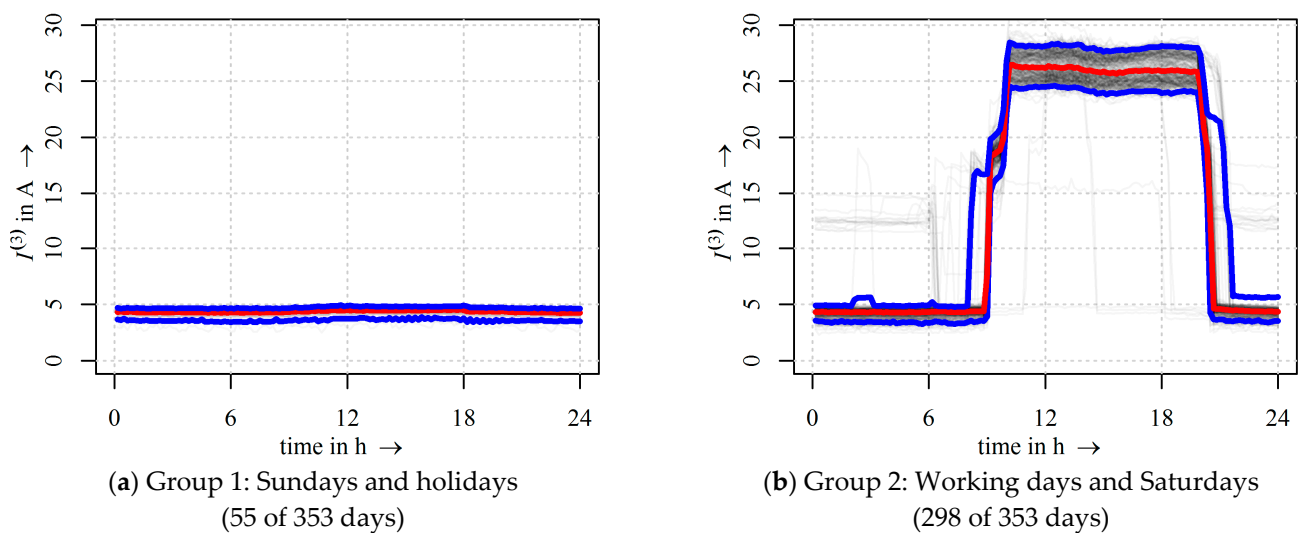 30
25
20
15
10
5
0
I(3) in A →
0 6 12 18 24
time in h →
(a) Group 1: Sundays and holidays
(55 of 353 days)
30
25
20
15
10
5
0
I(3) in A →
0 6 12 18 24
time in h →
(b) Group 2: Working days and Saturdays
(298 of 353 days)